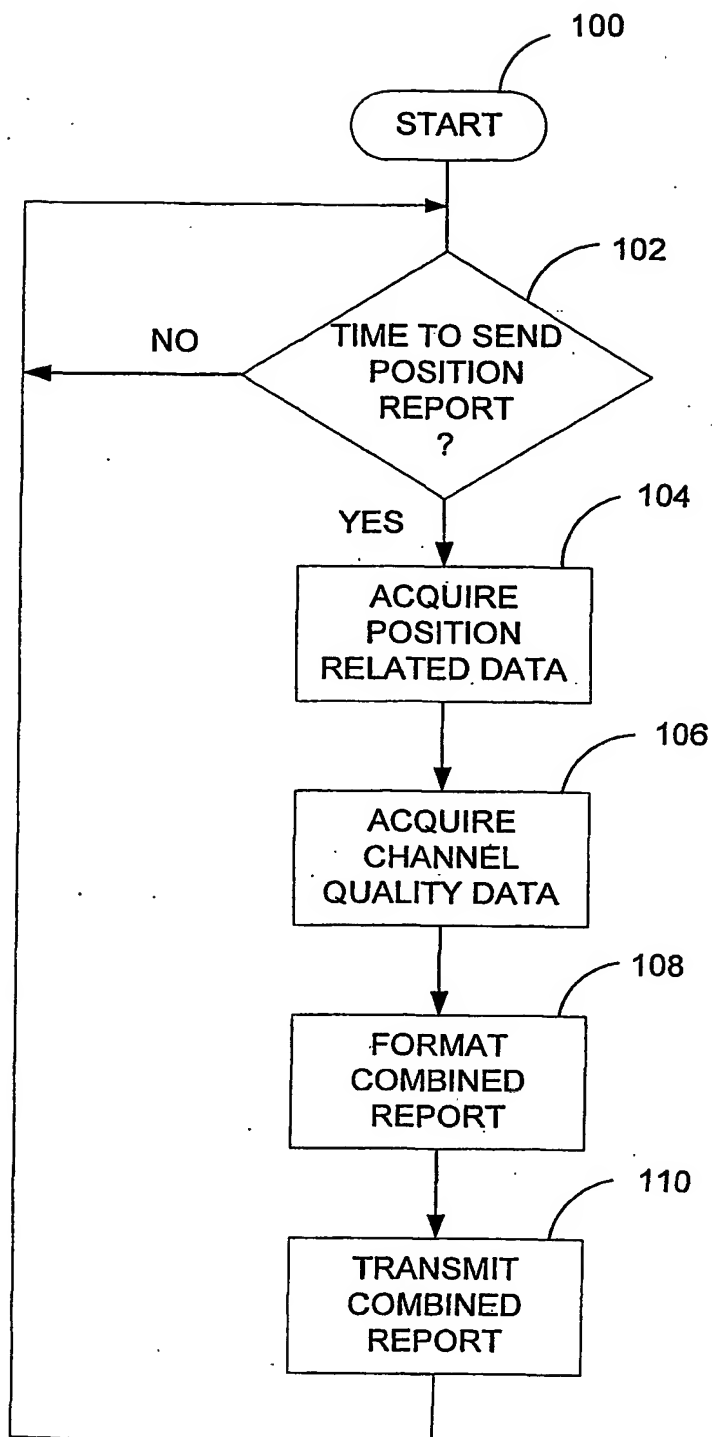 100
START
102
TIME TO SEND
POSITION
REPORT
?
NO
YES
104
ACQUIRE
POSITION
RELATED DATA
106
ACQUIRE
CHANNEL
QUALITY DATA
108
FORMAT
COMBINED
REPORT
110
TRANSMIT
COMBINED
REPORT